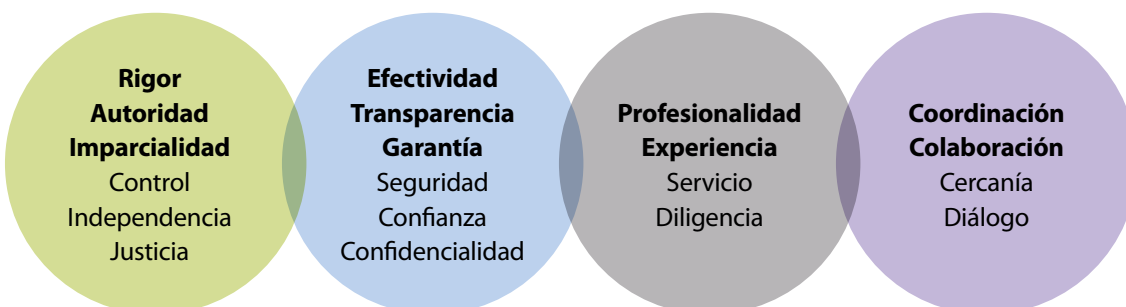 Rigor
Autoridad
Imparcialidad
Control
Independencia
Justicia
Efectividad
Transparencia
Garantía
Seguridad
Confianza
Confidencialidad
Profesionalidad
Experiencia
Servicio
Diligencia
Coordinación
Colaboración
Cercanía
Diálogo